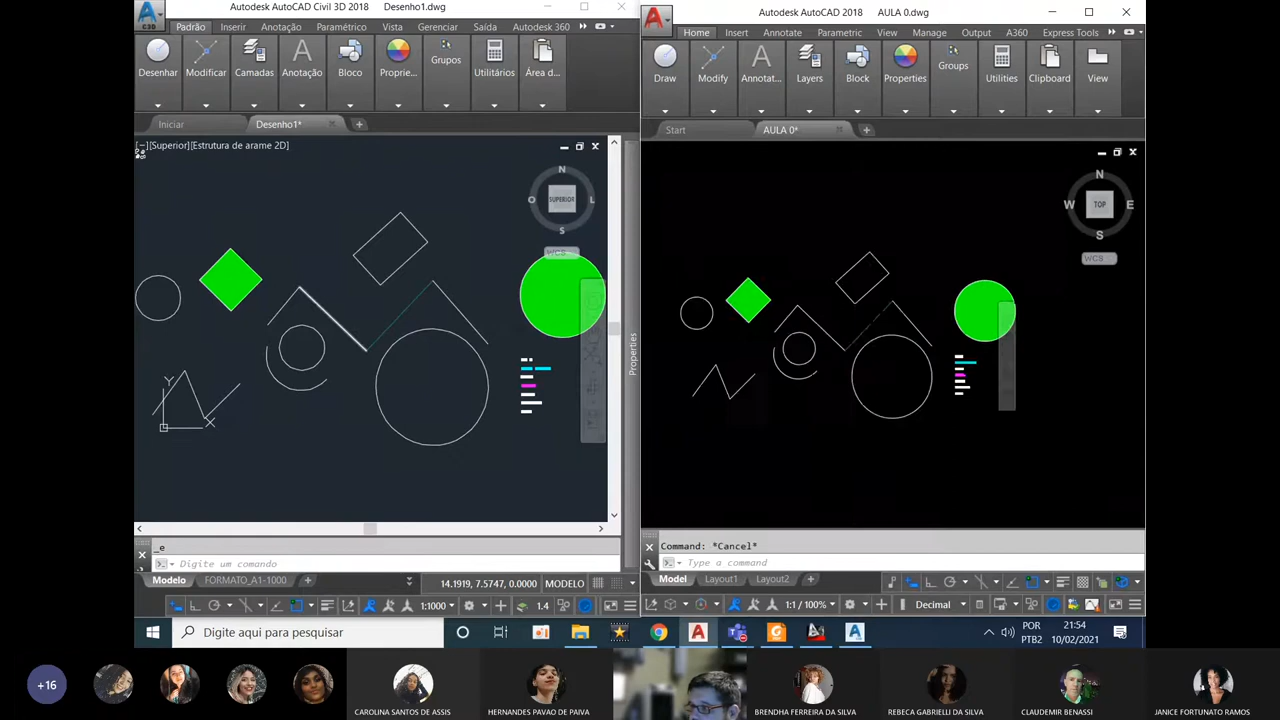 Autodesk AutoCAD Civil 3D 2018 Desenho1.dwg
C3D
Padrão Inserir Anotação Paramétrico Vista Gerenciar Saída Autodesk 360
Desenhar Modificar Camadas Anotação Bloco Proprie... Grupos Utilitários Área d...
Iniciar Desenho1* +
[−][Superior][Estrutura de arame 2D]
N
O SUPERIOR L
S
WCS
Y
X
Properties
_e
Digite um comando
Modelo FORMATO_A1-1000 +
14.1919, 7.5747, 0.0000 MODELO
1:1000 1.4
Autodesk AutoCAD 2018 AULA 0.dwg
Home Insert Annotate Parametric View Manage Output A360 Express Tools
Draw Modify Annotat... Layers Block Properties Groups Utilities Clipboard View
Start AULA 0* +
N
W TOP E
S
WCS
Command: *Cancel*
Type a command
Model Layout1 Layout2 +
1:1 / 100% Decimal
Digite aqui para pesquisar
POR
PTB2
21:54
10/02/2021
+16
CAROLINA SANTOS DE ASSIS
HERNANDES PAVAO DE PAIVA
BRENDHA FERREIRA DA SILVA
REBECA GABRIELLI DA SILVA
CLAUDEMIR BENASSI
JANICE FORTUNATO RAMOS